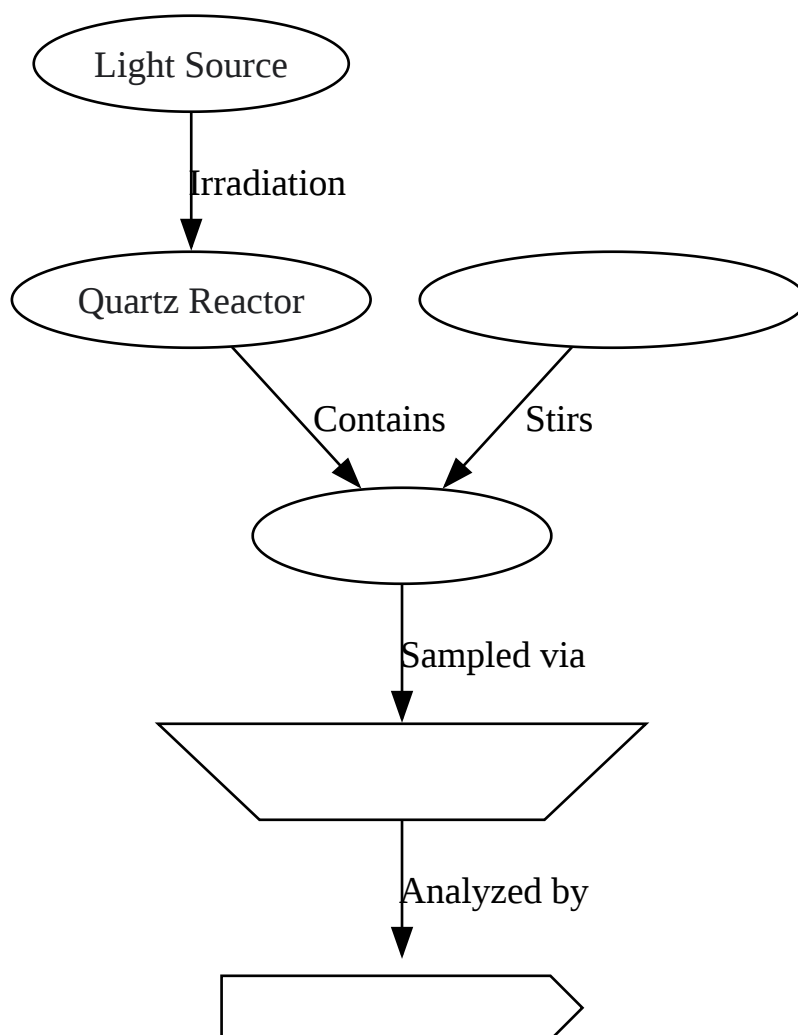 Light Source
Irradiation
Quartz Reactor
Contains
Stirs
Sampled via
Analyzed by